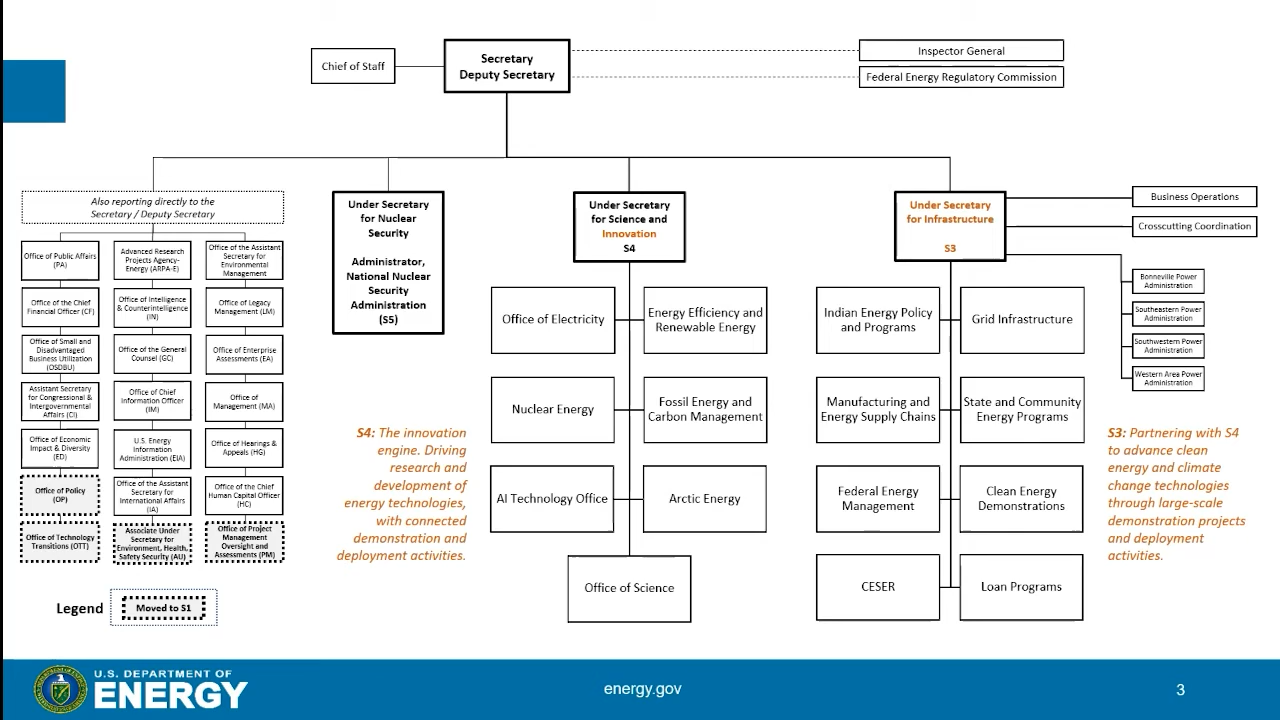 Chief of Staff
Secretary
Deputy Secretary
Inspector General
Federal Energy Regulatory Commission
Also reporting directly to the
Secretary / Deputy Secretary
Office of Public Affairs
(PA)
Advanced Research
Projects Agency-
Energy (ARPA-E)
Office of the Assistant
Secretary for
Environmental
Management
Office of the Chief
Financial Officer (CF)
Office of Intelligence
& Counterintelligence
(IN)
Office of Legacy
Management (LM)
Office of Small and
Disadvantaged
Business Utilization
(OSDBU)
Office of the General
Counsel (GC)
Office of Enterprise
Assessments (EA)
Assistant Secretary
for Congressional &
Intergovernmental
Affairs (CI)
Office of Chief
Information Officer
(IM)
Office of
Management (MA)
Office of Economic
Impact & Diversity
(ED)
U.S. Energy
Information
Administration (EIA)
Office of Hearings &
Appeals (HG)
Office of Policy
(OP)
Office of the Assistant
Secretary for
International Affairs
(IA)
Office of the Chief
Human Capital Officer
(HC)
Office of Technology
Transitions (OTT)
Associate Under
Secretary for
Environment, Health,
Safety Security (AU)
Office of Project
Management
Oversight and
Assessments (PM)
Legend
Moved to S1
Under Secretary
for Nuclear
Security
Administrator,
National Nuclear
Security
Administration
(S5)
Under Secretary
for Science and
Innovation
S4
Office of Electricity
Energy Efficiency and
Renewable Energy
Nuclear Energy
Fossil Energy and
Carbon Management
AI Technology Office
Arctic Energy
Office of Science
S4: The innovation
engine. Driving
research and
development of
energy technologies,
with connected
demonstration and
deployment activities.
Under Secretary
for Infrastructure
S3
Business Operations
Crosscutting Coordination
Bonneville Power
Administration
Southeastern Power
Administration
Southwestern Power
Administration
Western Area Power
Administration
Indian Energy Policy
and Programs
Grid Infrastructure
Manufacturing and
Energy Supply Chains
State and Community
Energy Programs
Federal Energy
Management
Clean Energy
Demonstrations
CESER
Loan Programs
S3: Partnering with S4
to advance clean
energy and climate
change technologies
through large-scale
demonstration projects
and deployment
activities.
U.S. DEPARTMENT OF
ENERGY
energy.gov
3